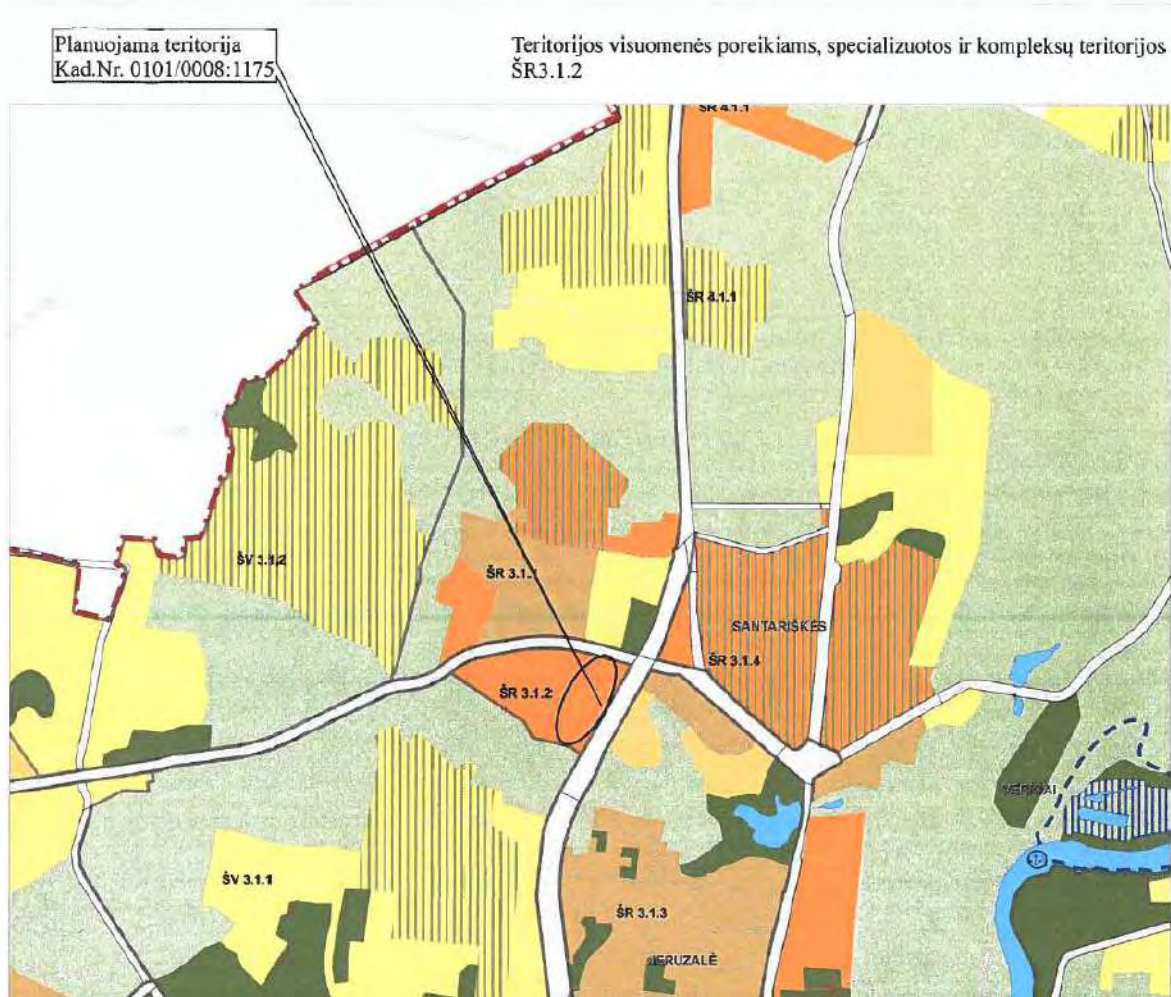 Planuojama teritorija
Kad.Nr. 0101/0008:1175
Teritorijos visuomenės poreikiams, specializuotos ir kompleksų teritorijos
ŠR3.1.2
ŠR 4.1.1
ŠR 4.1.1
ŠV 3.1.2
ŠR 3.1.1
SANTARIŠKĖS
ŠR 3.1.4
ŠR 3.1.2
VERKIAI
ŠV 3.1.1
ŠR 3.1.3
JERUZALĖ